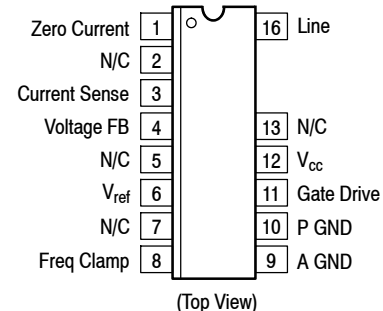 Zero Current 1 16 Line
N/C 2
Current Sense 3
Voltage FB 4 13 N/C
N/C 5 12 Vcc
Vref 6 11 Gate Drive
N/C 7 10 P GND
Freq Clamp 8 9 A GND
(Top View)